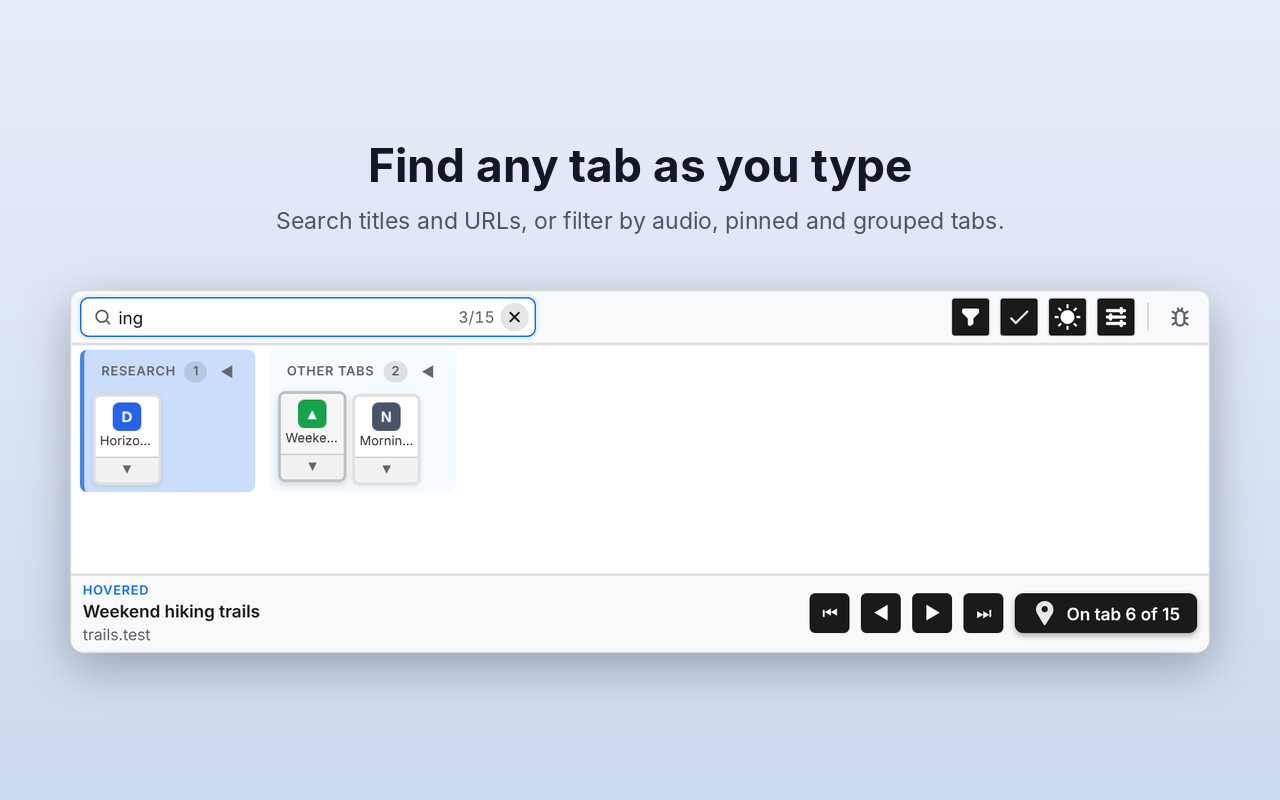 Find any tab as you type
Search titles and URLs, or filter by audio, pinned and grouped tabs.
ing 3/15
RESEARCH 1
OTHER TABS 2
D
N
Horizo...
Weeke...
Mornin...
HOVERED
Weekend hiking trails
trails.test
On tab 6 of 15